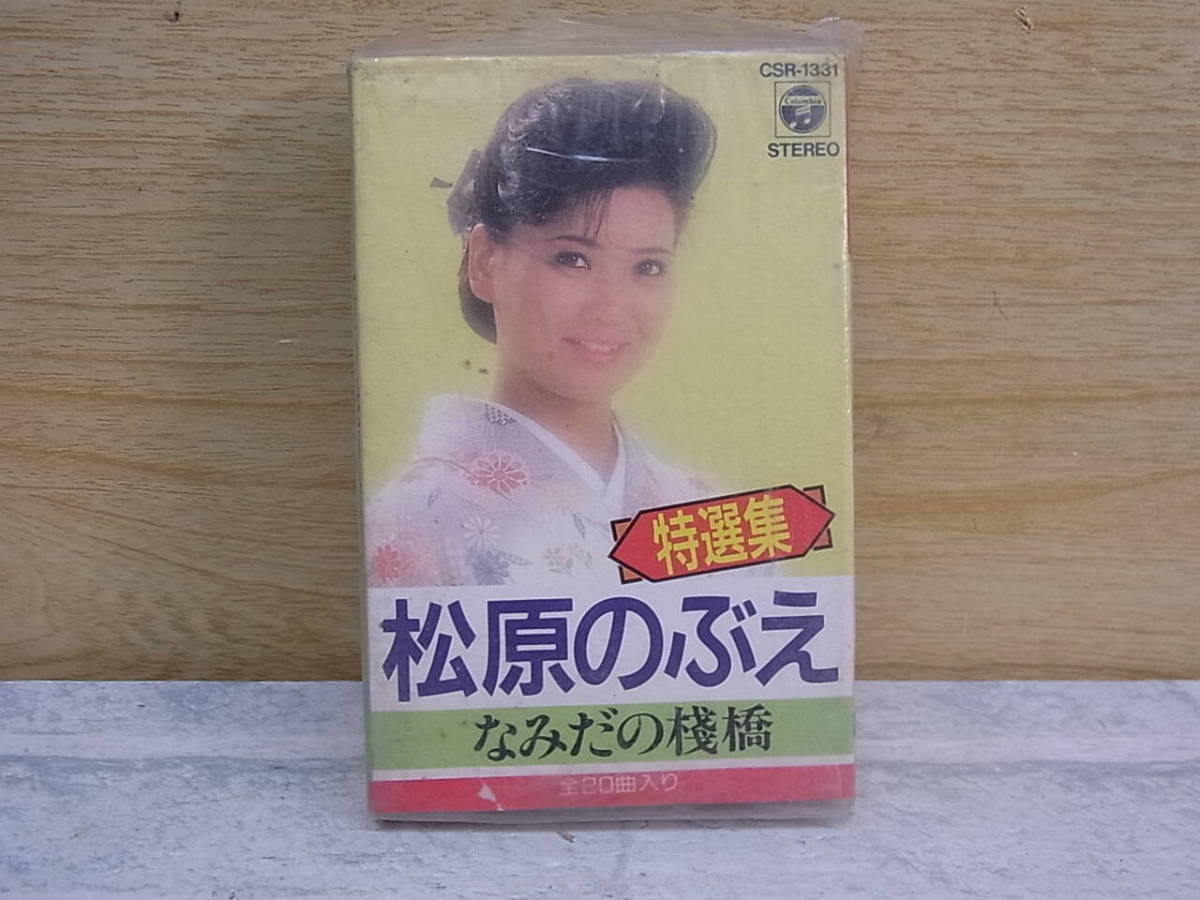 CSR-1331
Columbia
STEREO
特選集
松原のぶえ
なみだの棧橋
全20曲入り